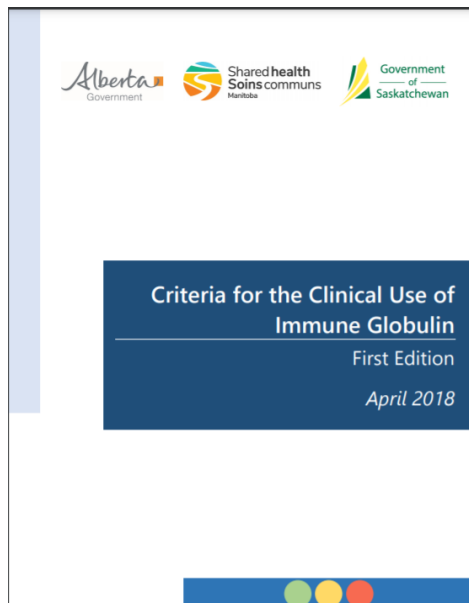 Alberta
Government
Shared health
Soins communs
Manitoba
Government
of
Saskatchewan
Criteria for the Clinical Use of
Immune Globulin
First Edition
April 2018